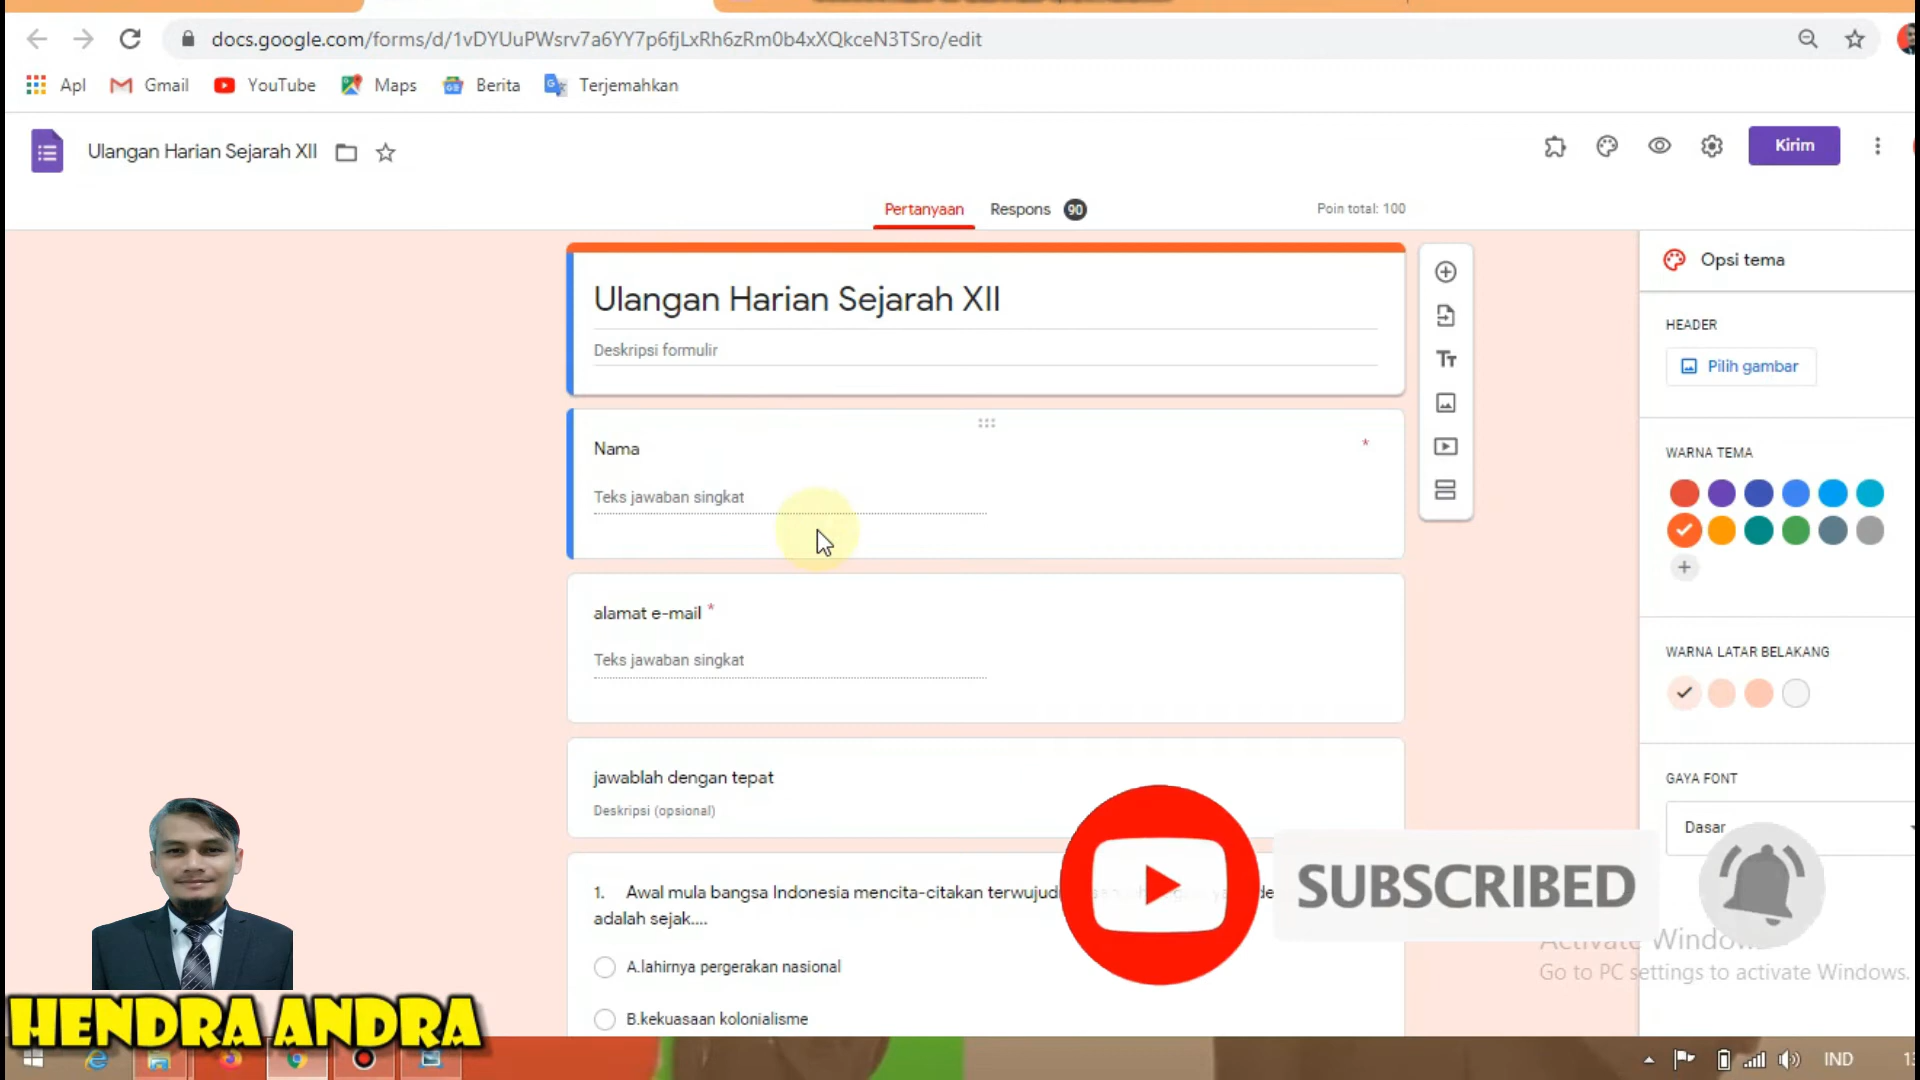 docs.google.com/forms/d/1vDYUuPWsrv7a6YY7p6fjLxRh6zRm0b4xXQkceN3TSro/edit
Apl Gmail YouTube Maps Berita Terjemahkan
Ulangan Harian Sejarah XII
Kirim
Pertanyaan Respons 90 Poin total: 100
Opsi tema
Ulangan Harian Sejarah XII
Deskripsi formulir
HEADER
Pilih gambar
Nama *
Teks jawaban singkat
WARNA TEMA
alamat e-mail *
Teks jawaban singkat
WARNA LATAR BELAKANG
jawablah dengan tepat
Deskripsi (opsional)
GAYA FONT
Dasar
1. Awal mula bangsa Indonesia mencita-citakan
adalah sejak....
SUBSCRIBED
A.lahirnya pergerakan nasional
B.kekuasaan kolonialisme
Activate Windows
Go to PC settings to activate Windows.
HENDRA ANDRA
IND